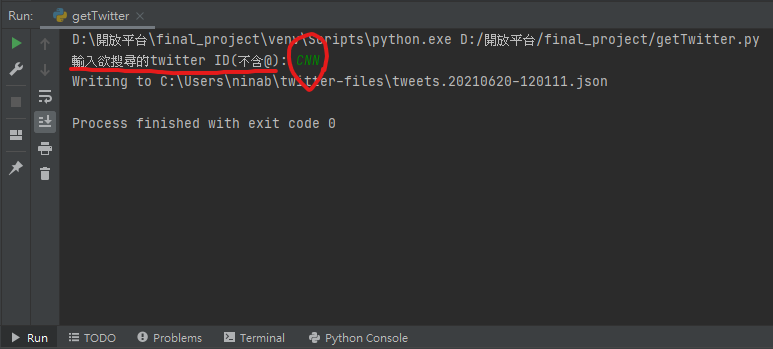 Run: getTwitter
D:\開放平台\final_project\venv\Scripts\python.exe D:/開放平台/final_project/getTwitter.py
輸入欲搜尋的twitter ID(不含@): CNN
Writing to C:\Users\ninab\twitter-files\tweets.20210620-120111.json
Process finished with exit code 0
Run TODO Problems Terminal Python Console